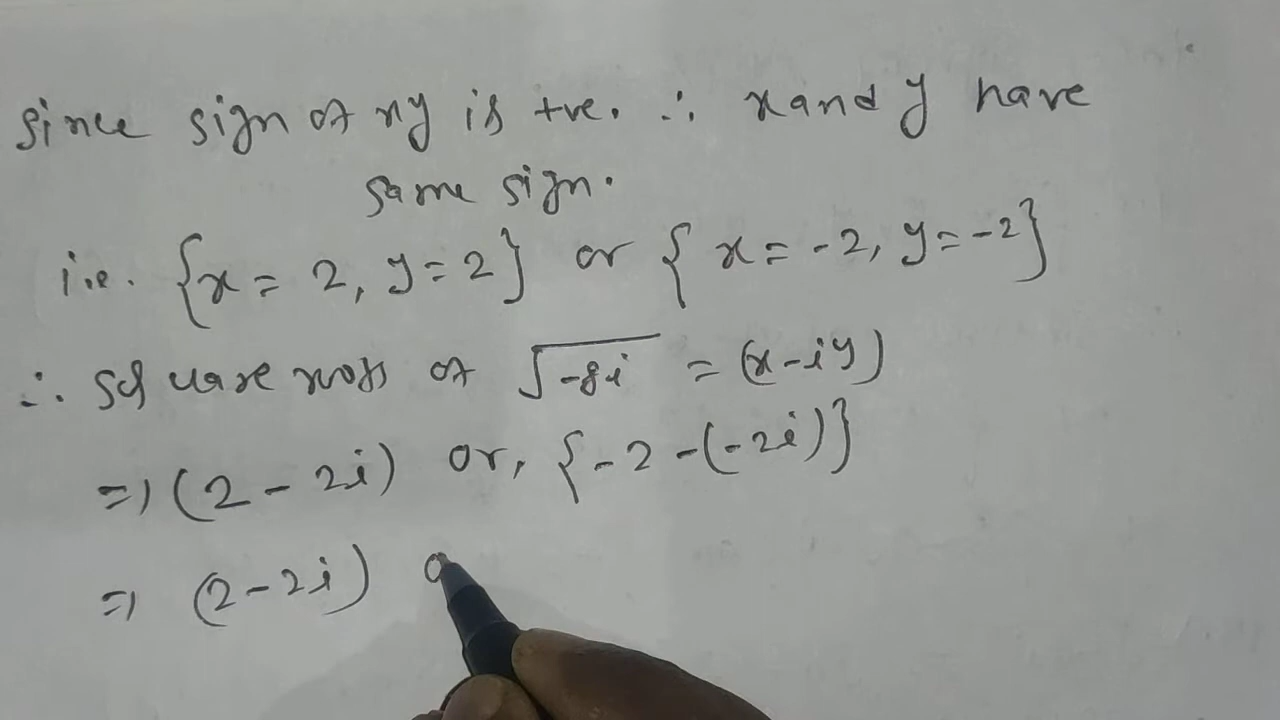 since sign of xy is +ve. ∴ x and y have
same sign.
i.e. {x = 2, y = 2} or { x = -2, y = -2}
∴ square roots of √-8i = (x-iy)
=> (2 - 2i) or, {-2-(-2i)}
=> (2-2i) o